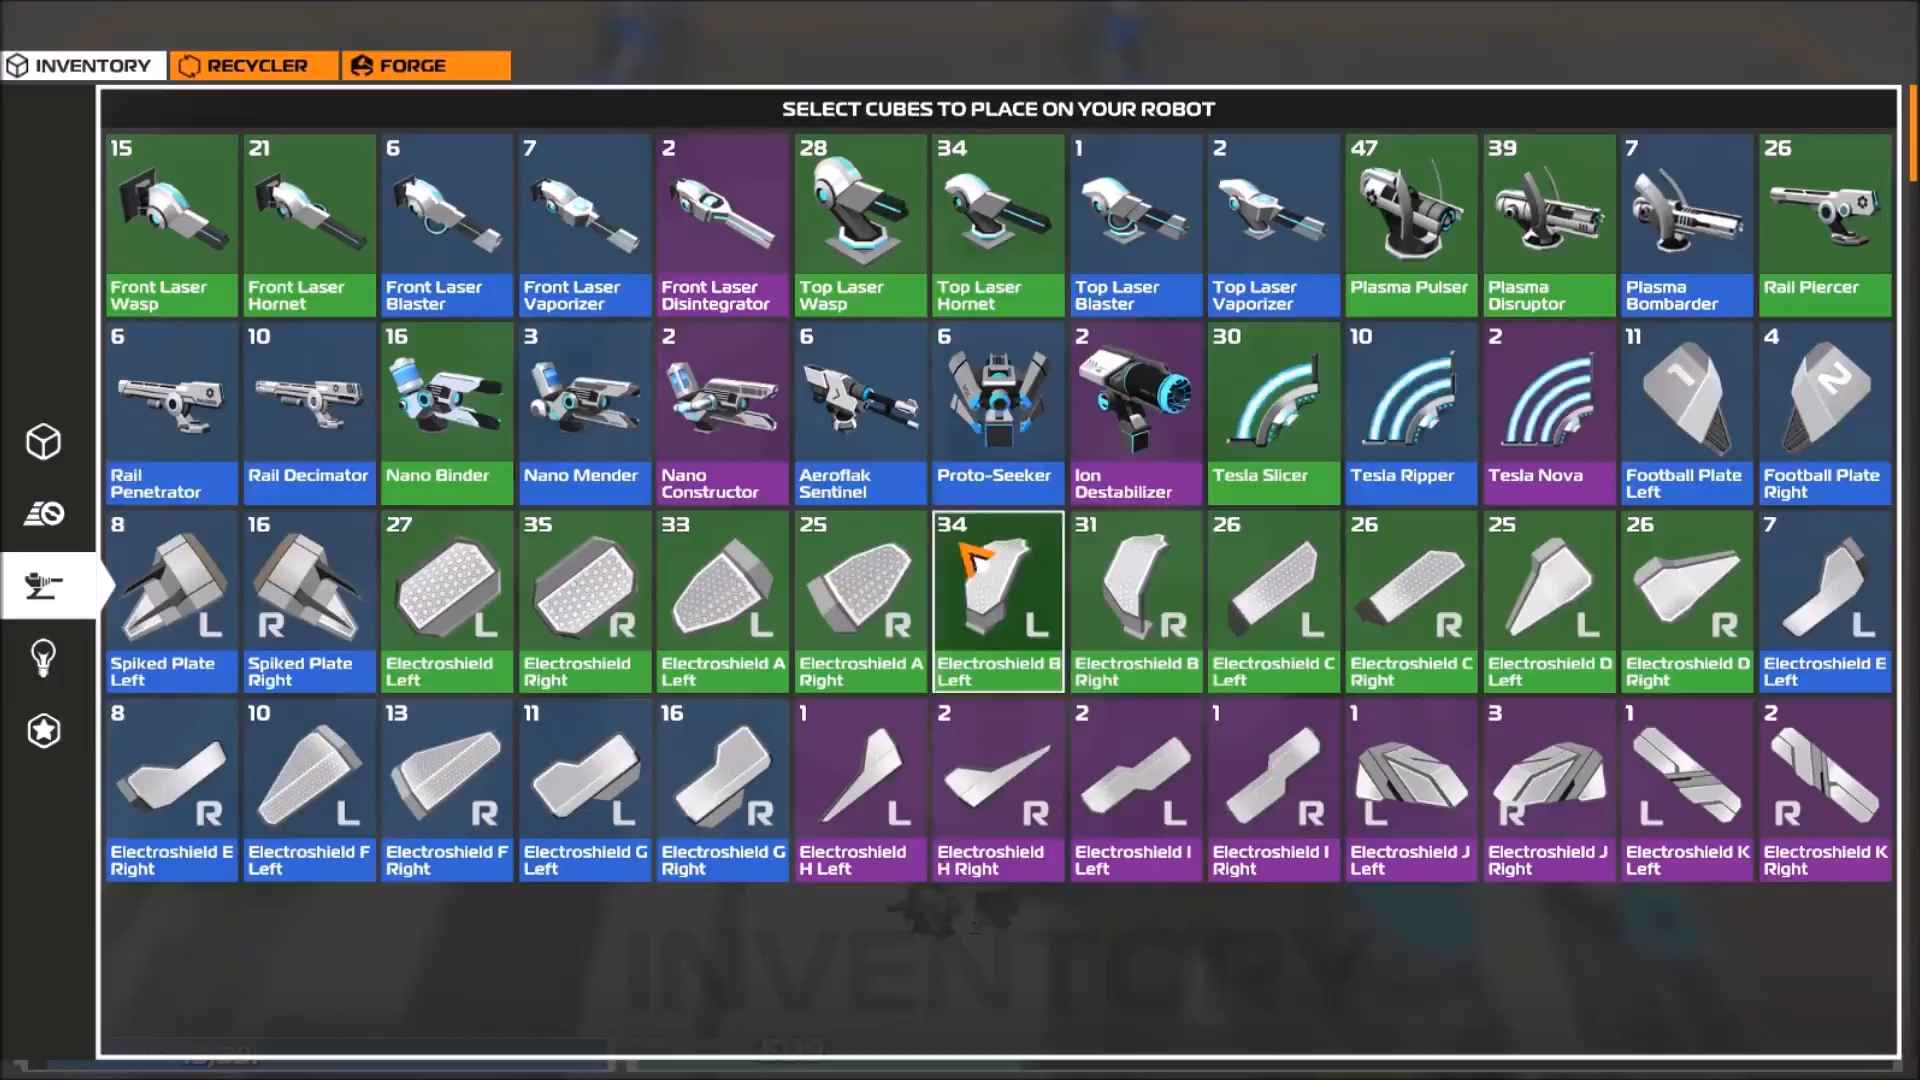 INVENTORY RECYCLER FORGE
SELECT CUBES TO PLACE ON YOUR ROBOT
15 21 6 7 2 28 34 1 2 47 39 7 26
Front Laser Wasp
Front Laser Hornet
Front Laser Blaster
Front Laser Vaporizer
Front Laser Disintegrator
Top Laser Wasp
Top Laser Hornet
Top Laser Blaster
Top Laser Vaporizer
Plasma Pulser
Plasma Disruptor
Plasma Bombarder
Rail Piercer
6 10 16 3 2 6 6 2 30 10 2 11 4
1 2
Rail Penetrator
Rail Decimator
Nano Binder
Nano Mender
Nano Constructor
Aeroflak Sentinel
Proto-Seeker
Ion Destabilizer
Tesla Slicer
Tesla Ripper
Tesla Nova
Football Plate Left
Football Plate Right
8 16 27 35 33 25 34 31 26 26 25 26 7
L R L R L R L R L R L R L
Spiked Plate Left
Spiked Plate Right
Electroshield Left
Electroshield Right
Electroshield A Left
Electroshield A Right
Electroshield B Left
Electroshield B Right
Electroshield C Left
Electroshield C Right
Electroshield D Left
Electroshield D Right
Electroshield E Left
8 10 13 11 16 1 2 2 1 1 3 1 2
R L R L R L R L R L R L R
Electroshield E Right
Electroshield F Left
Electroshield F Right
Electroshield G Left
Electroshield G Right
Electroshield H Left
Electroshield H Right
Electroshield I Left
Electroshield I Right
Electroshield J Left
Electroshield J Right
Electroshield K Left
Electroshield K Right
INVENTORY